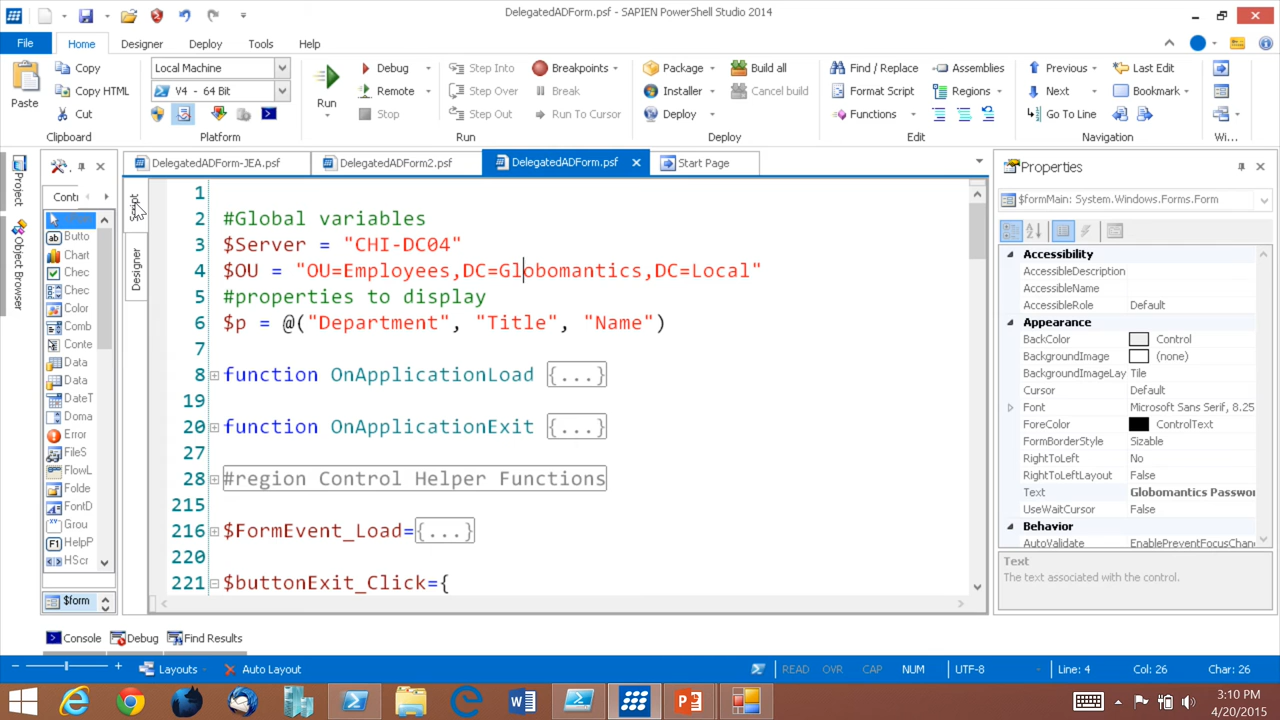 DelegatedADForm.psf - SAPIEN PowerShell Studio 2014
File Home Designer Deploy Tools Help
Paste
Copy
Copy HTML
Cut
Clipboard
Local Machine
V4 - 64 Bit
Platform
Run
Debug
Remote
Stop
Step Into
Step Over
Step Out
Breakpoints
Break
Run To Cursor
Run
Package
Installer
Deploy
Build all
Cancel build
Deploy
Find / Replace
Format Script
Functions
Assemblies
Regions
Edit
Previous
Next
Go To Line
Last Edit
Bookmark
Navigation
Wi...
Project
Object Browser
Conti
Butto
Chart
Chec
Chec
Color
Comb
Conte
Data
Data
DateT
Doma
Error
FileS
FlowL
Folde
FontD
Grou
HelpP
HScr
$form
DelegatedADForm-JEA.psf DelegatedADForm2.psf DelegatedADForm.psf Start Page
Script
Designer
1
2 #Global variables
3 $Server = "CHI-DC04"
4 $OU = "OU=Employees,DC=Globomantics,DC=Local"
5 #properties to display
6 $p = @("Department", "Title", "Name")
7
8 function OnApplicationLoad {...}
19
20 function OnApplicationExit {...}
27
28 #region Control Helper Functions
215
216 $FormEvent_Load={...}
220
221 $buttonExit_Click={
Properties
$formMain: System.Windows.Forms.Form
Accessibility
AccessibleDescription
AccessibleName
AccessibleRole Default
Appearance
BackColor Control
BackgroundImage (none)
BackgroundImageLay Tile
Cursor Default
Font Microsoft Sans Serif, 8.25
ForeColor ControlText
FormBorderStyle Sizable
RightToLeft No
RightToLeftLayout False
Text Globomantics Passwor
UseWaitCursor False
Behavior
AutoValidate EnablePreventFocusChang
Text
The text associated with the control.
Console Debug Find Results
Layouts Auto Layout READ OVR CAP NUM UTF-8 Line: 4 Col: 26 Char: 26
3:10 PM
4/20/2015